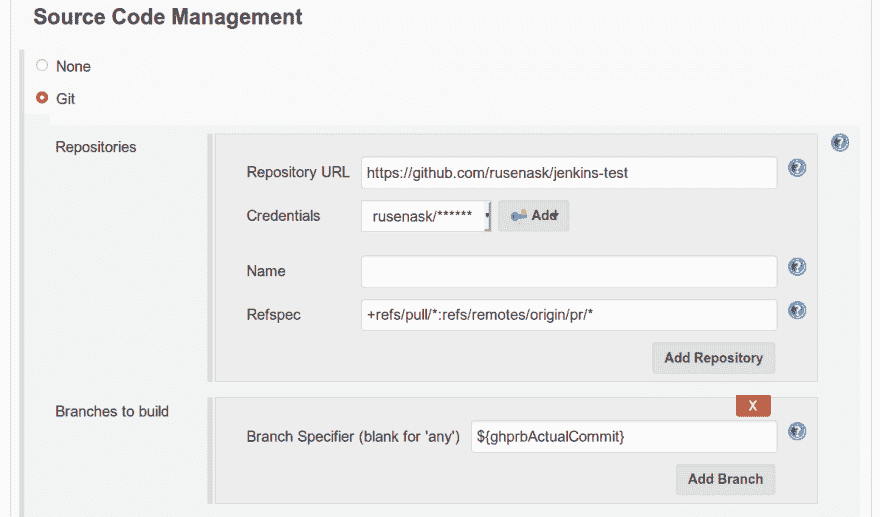 Source Code Management
None
Git
Repositories
Repository URL https://github.com/rusenask/jenkins-test
Credentials rusenask/****** Add
Name
Refspec +refs/pull/*:refs/remotes/origin/pr/*
Add Repository
Branches to build
X
Branch Specifier (blank for 'any') ${ghprbActualCommit}
Add Branch